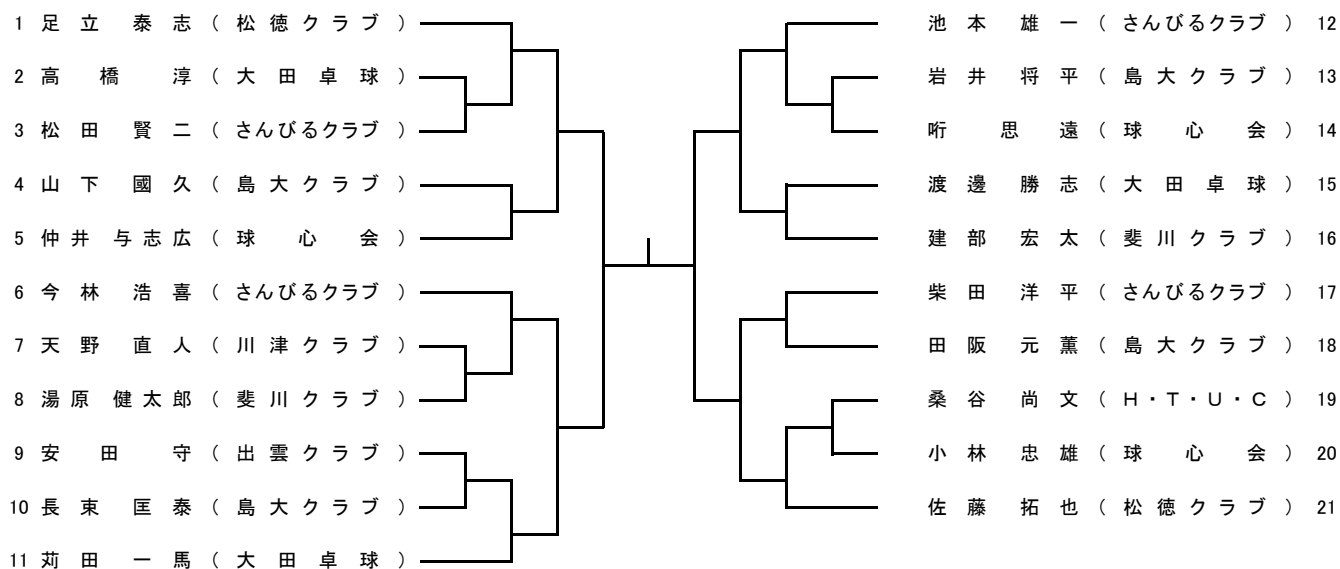 1 足立 泰志 ( 松徳クラブ )
2 高橋 淳 ( 大田卓球 )
3 松田 賢二 ( さんびるクラブ )
4 山下 國久 ( 島大クラブ )
5 仲井 与志広 ( 球心会 )
6 今林 浩喜 ( さんびるクラブ )
7 天野 直人 ( 川津クラブ )
8 湯原 健太郎 ( 斐川クラブ )
9 安田 守 ( 出雲クラブ )
10 長束 匡泰 ( 島大クラブ )
11 苅田 一馬 ( 大田卓球 )
池本 雄一 ( さんびるクラブ ) 12
岩井 将平 ( 島大クラブ ) 13
哘 思遠 ( 球心会 ) 14
渡邊 勝志 ( 大田卓球 ) 15
建部 宏太 ( 斐川クラブ ) 16
柴田 洋平 ( さんびるクラブ ) 17
田阪 元薫 ( 島大クラブ ) 18
桑谷 尚文 ( H・T・U・C ) 19
小林 忠雄 ( 球心会 ) 20
佐藤 拓也 ( 松徳クラブ ) 21